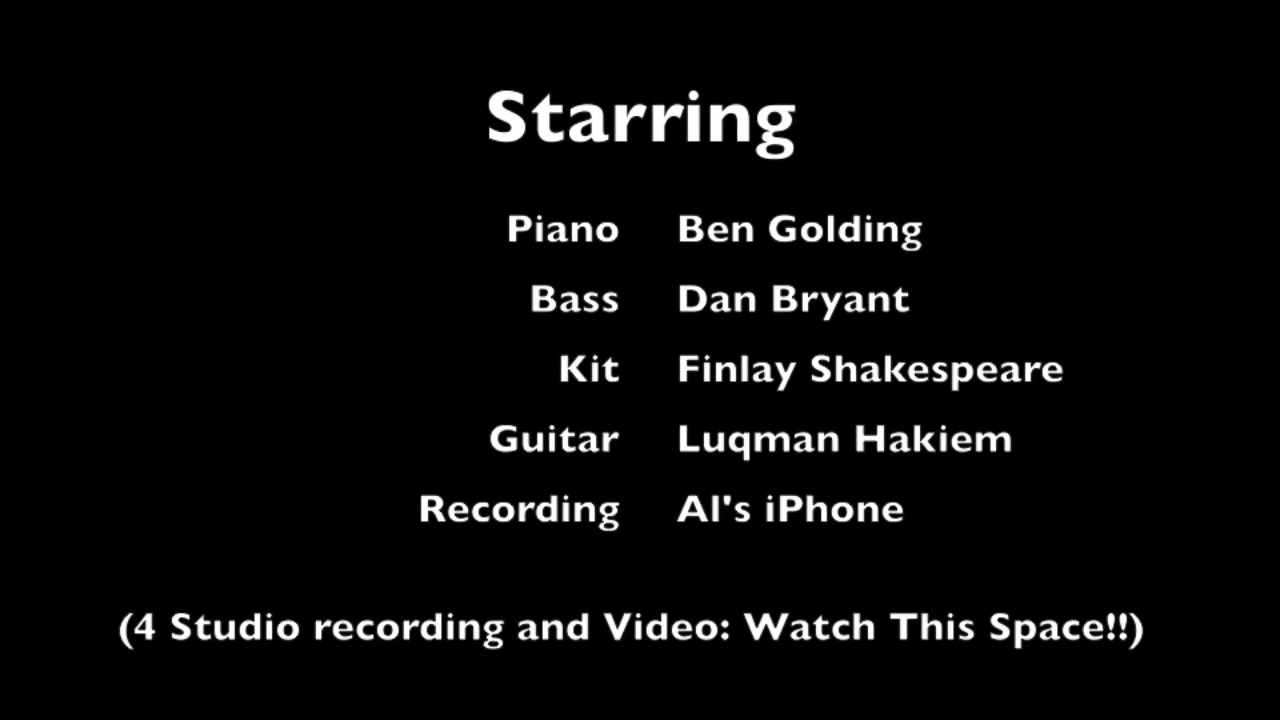 Starring
Piano Ben Golding
Bass Dan Bryant
Kit Finlay Shakespeare
Guitar Luqman Hakiem
Recording Al's iPhone
(4 Studio recording and Video: Watch This Space!!)